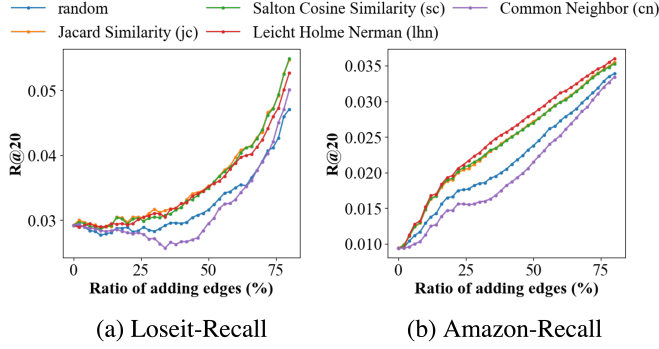 random
Salton Cosine Similarity (sc)
Common Neighbor (cn)
Jacard Similarity (jc)
Leicht Holme Nerman (lhn)
R@20
0.05
0.04
0.03
0
25
50
75
Ratio of adding edges (%)
(a) Loseit-Recall
R@20
0.035
0.030
0.025
0.020
0.015
0.010
0
25
50
75
Ratio of adding edges (%)
(b) Amazon-Recall